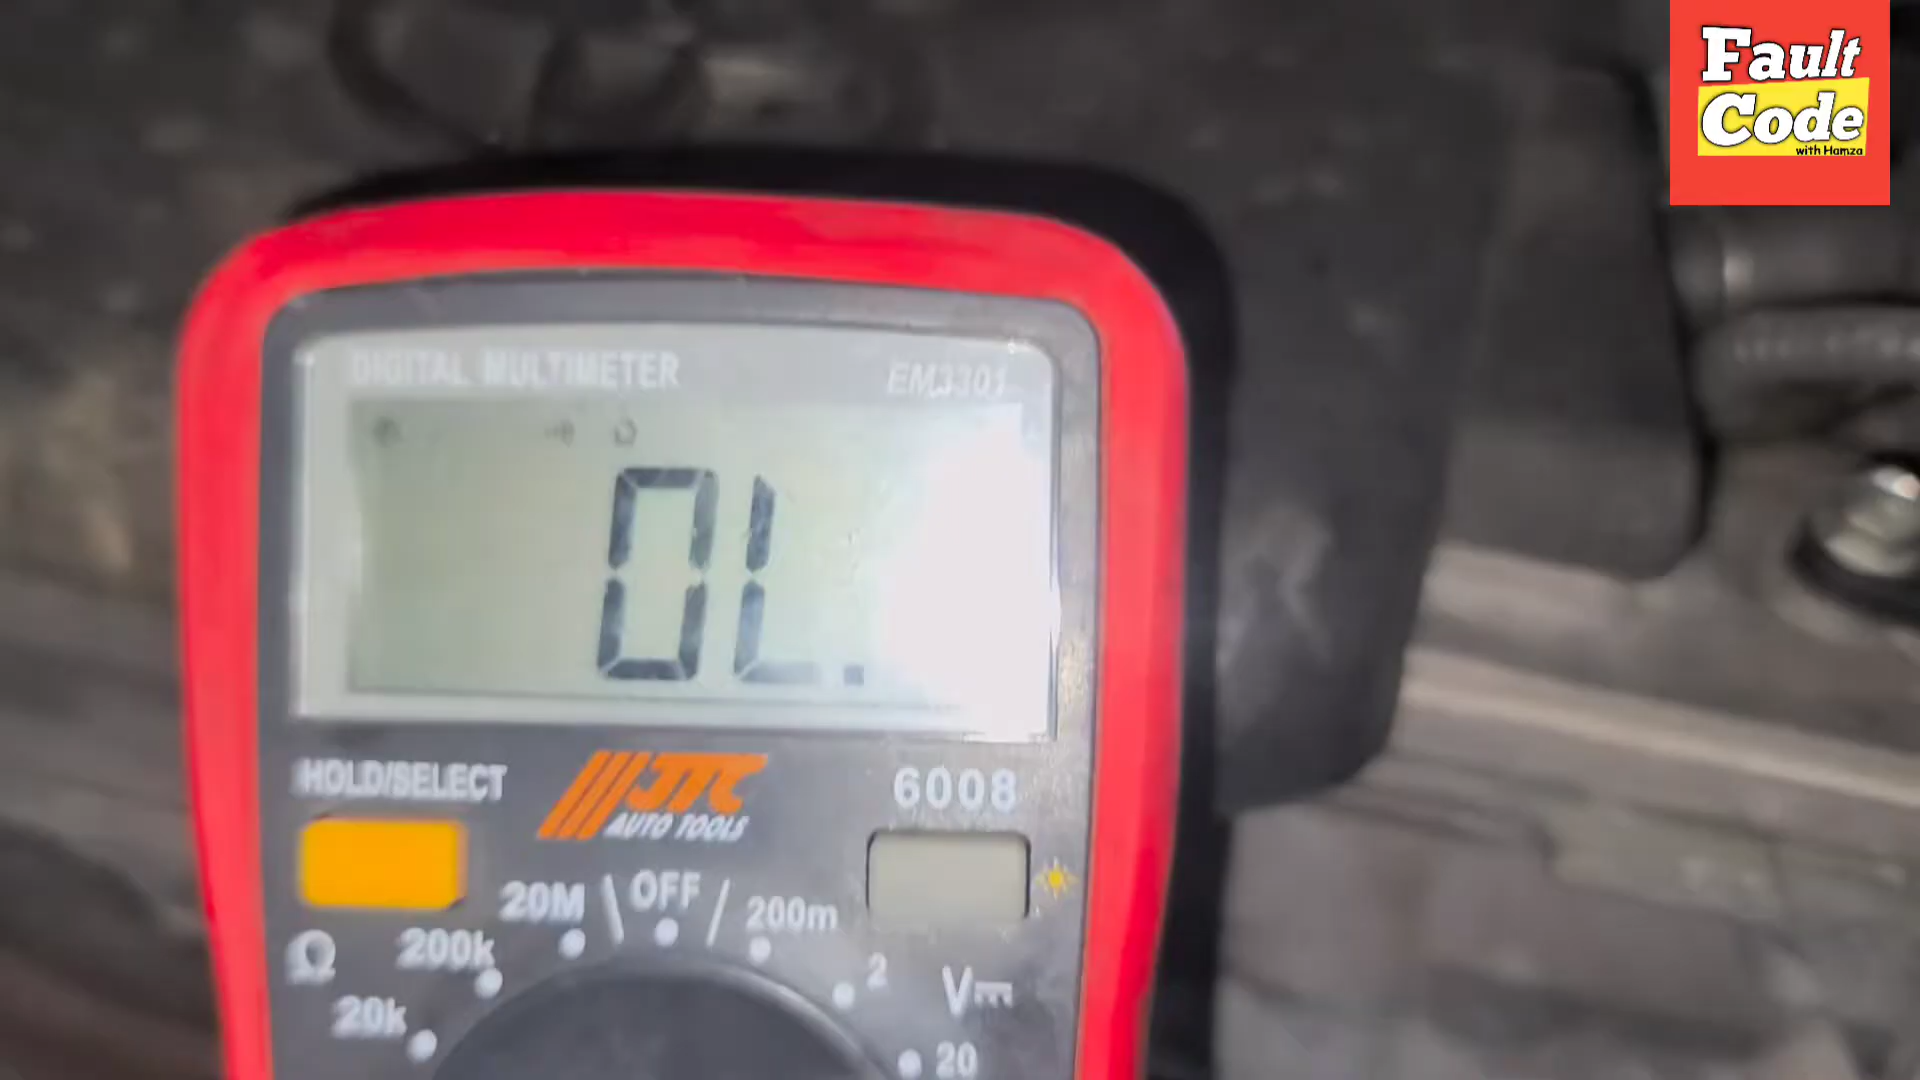 Fault
Code
with Hamza
DIGITAL MULTIMETER
EM3301
OL.
HOLD/SELECT
JTC
AUTO TOOLS
6008
20M
OFF
200m
Ω
200k
2
V
20k
20